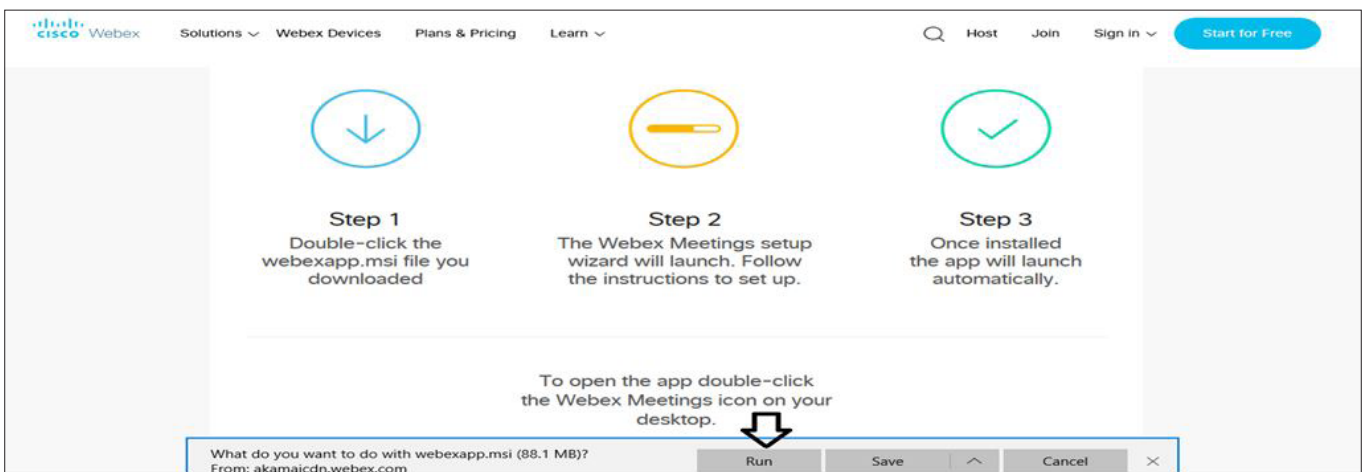 CISCO Webex Solutions Webex Devices Plans & Pricing Learn Host Join Sign in Start for Free
Step 1
Double-click the
webexapp.msi file you
downloaded
Step 2
The Webex Meetings setup
wizard will launch. Follow
the instructions to set up.
Step 3
Once installed
the app will launch
automatically.
To open the app double-click
the Webex Meetings icon on your
desktop.
What do you want to do with webexapp.msi (88.1 MB)?
From: akamaicdn.webex.com
Run Save Cancel